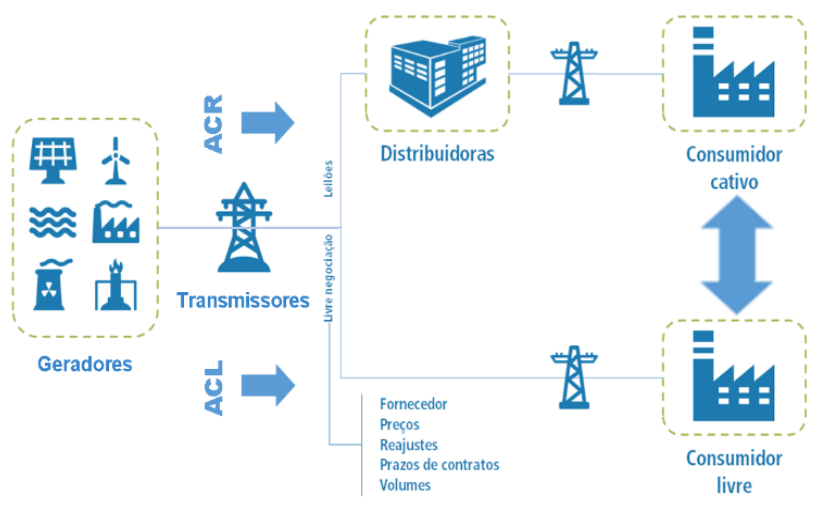 ACR
Leilões
Distribuidoras
Consumidor
cativo
Transmissores
Livre negociação
Geradores
ACL
Fornecedor
Preços
Reajustes
Prazos de contratos
Volumes
Consumidor
livre